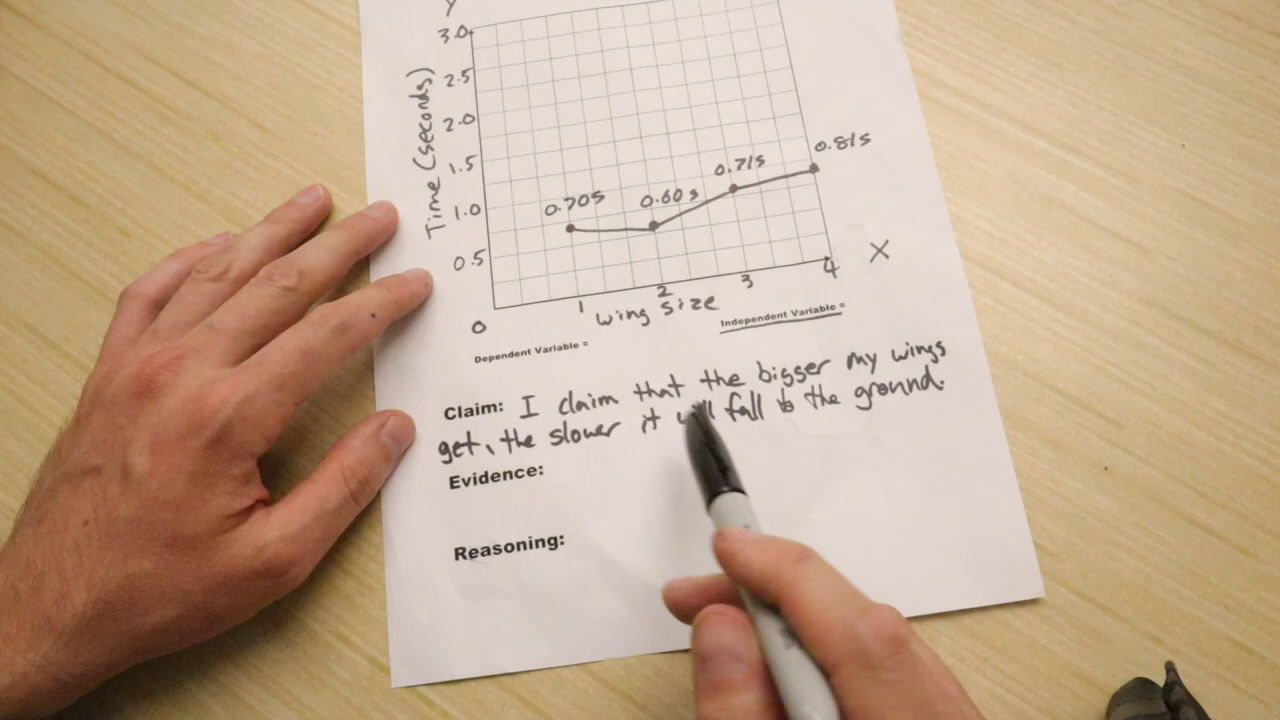 Y
3.0
2.5
2.0
1.5
1.0
0.5
0
Time (seconds)
0.70s
0.60s
0.71s
0.81s
1
2
3
4
X
wing size
Independent Variable =
Dependent Variable =
Claim: I claim that the bigger my wings
get, the slower it will fall to the ground.
Evidence:
Reasoning: